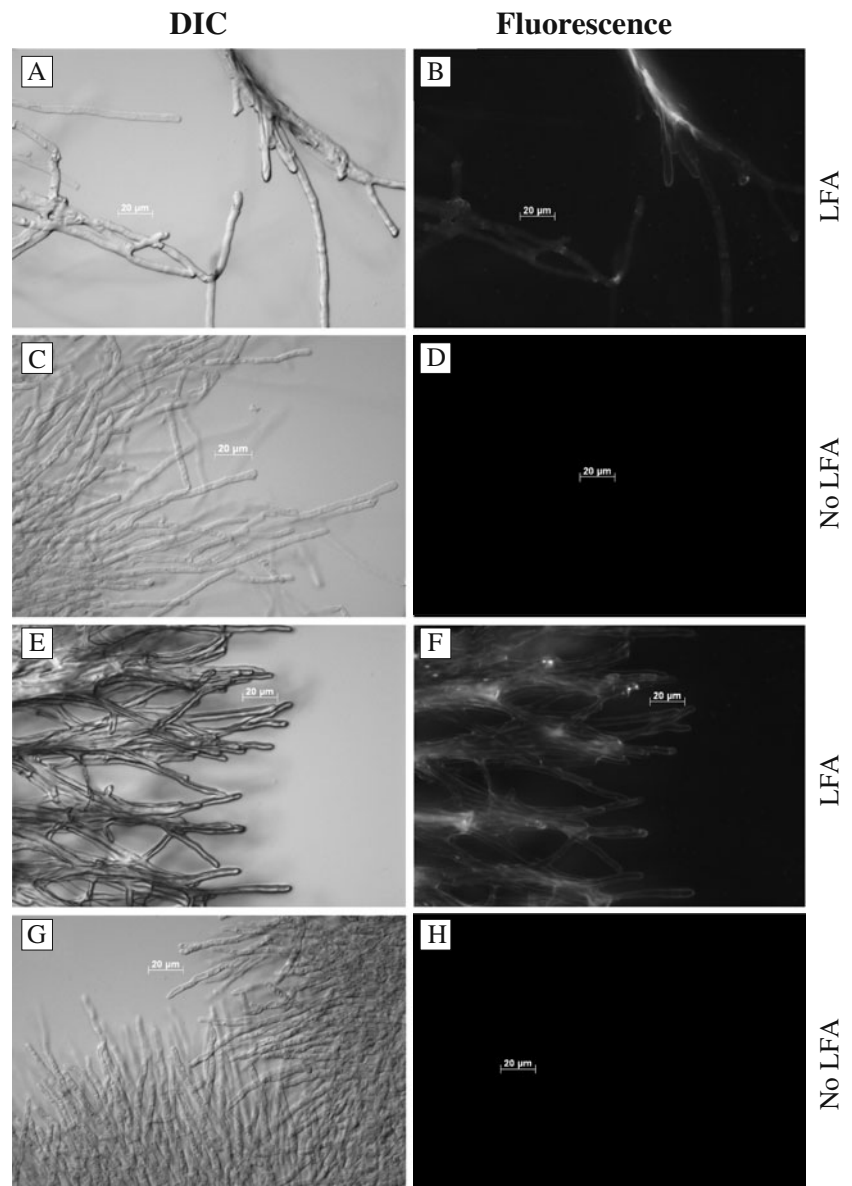 DIC Fluorescence
A B
20 µm 20 µm
LFA
C D
20 µm 20 µm
No LFA
E F
20 µm 20 µm
LFA
G H
20 µm 20 µm
No LFA